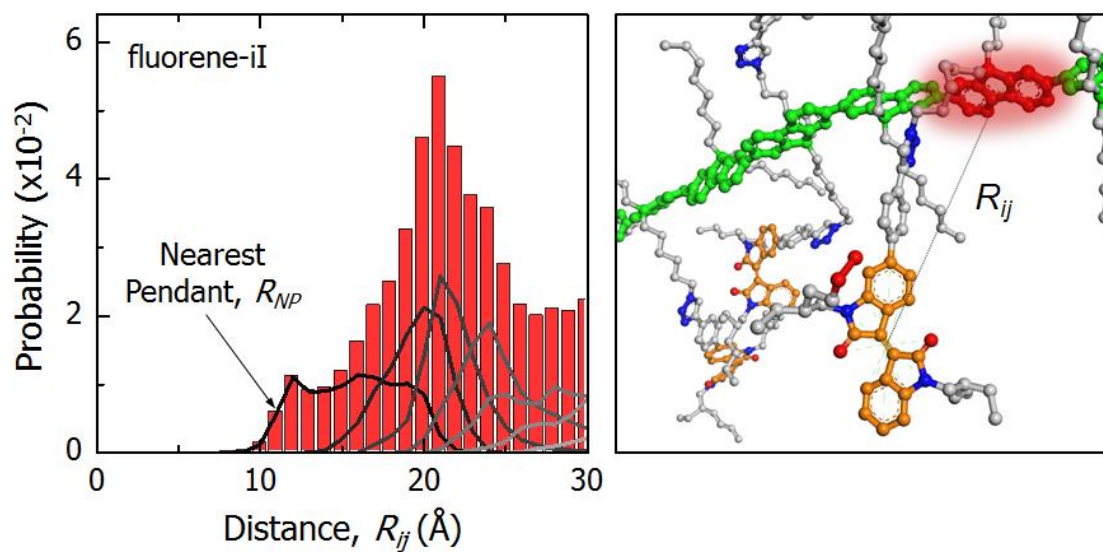 fluorene-iI
6
4
2
0
Probability (x10⁻²)
Nearest
Pendant, R_NP
0
10
20
30
Distance, R_ij (Å)
R_ij